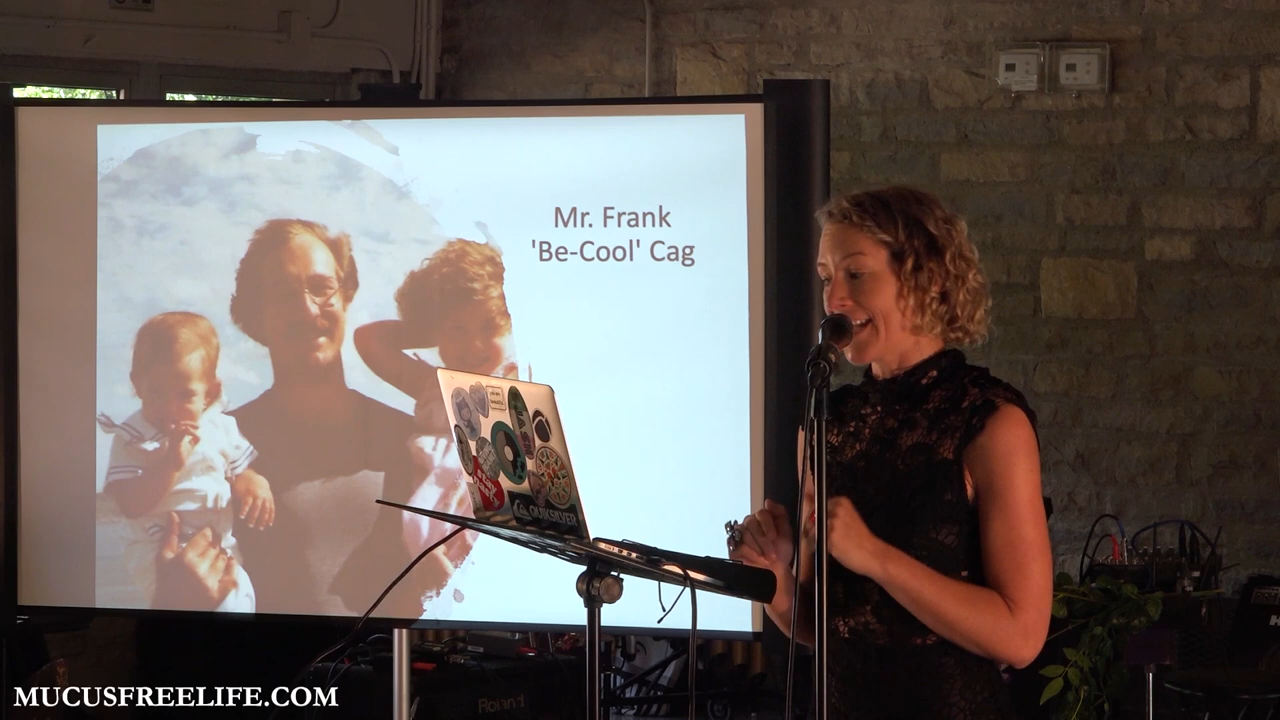 Mr. Frank
'Be-Cool' Cag
QUIKSILVER
Roland
MUCUSFREELIFE.COM